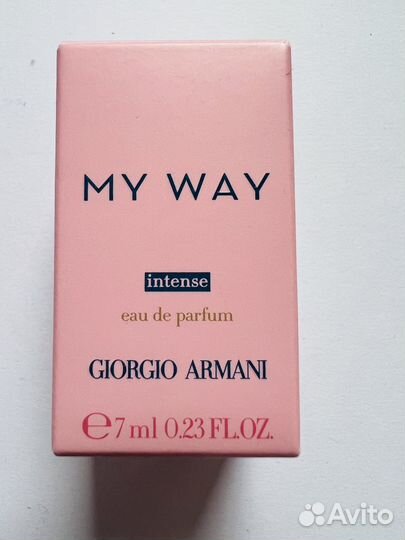 MY WAY
intense
eau de parfum
GIORGIO ARMANI
℮7 ml 0.23 FL.OZ.
Avito